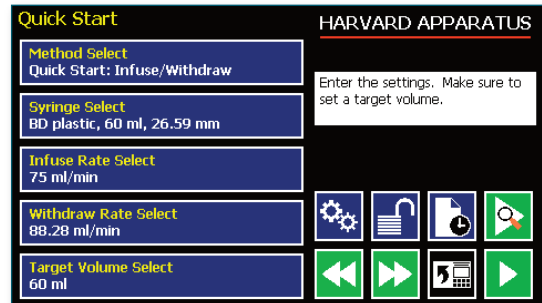 Quick Start
Method Select
Quick Start: Infuse/Withdraw
Syringe Select
BD plastic, 60 ml, 26.59 mm
Infuse Rate Select
75 ml/min
Withdraw Rate Select
88.28 ml/min
Target Volume Select
60 ml
HARVARD APPARATUS
Enter the settings. Make sure to
set a target volume.
5